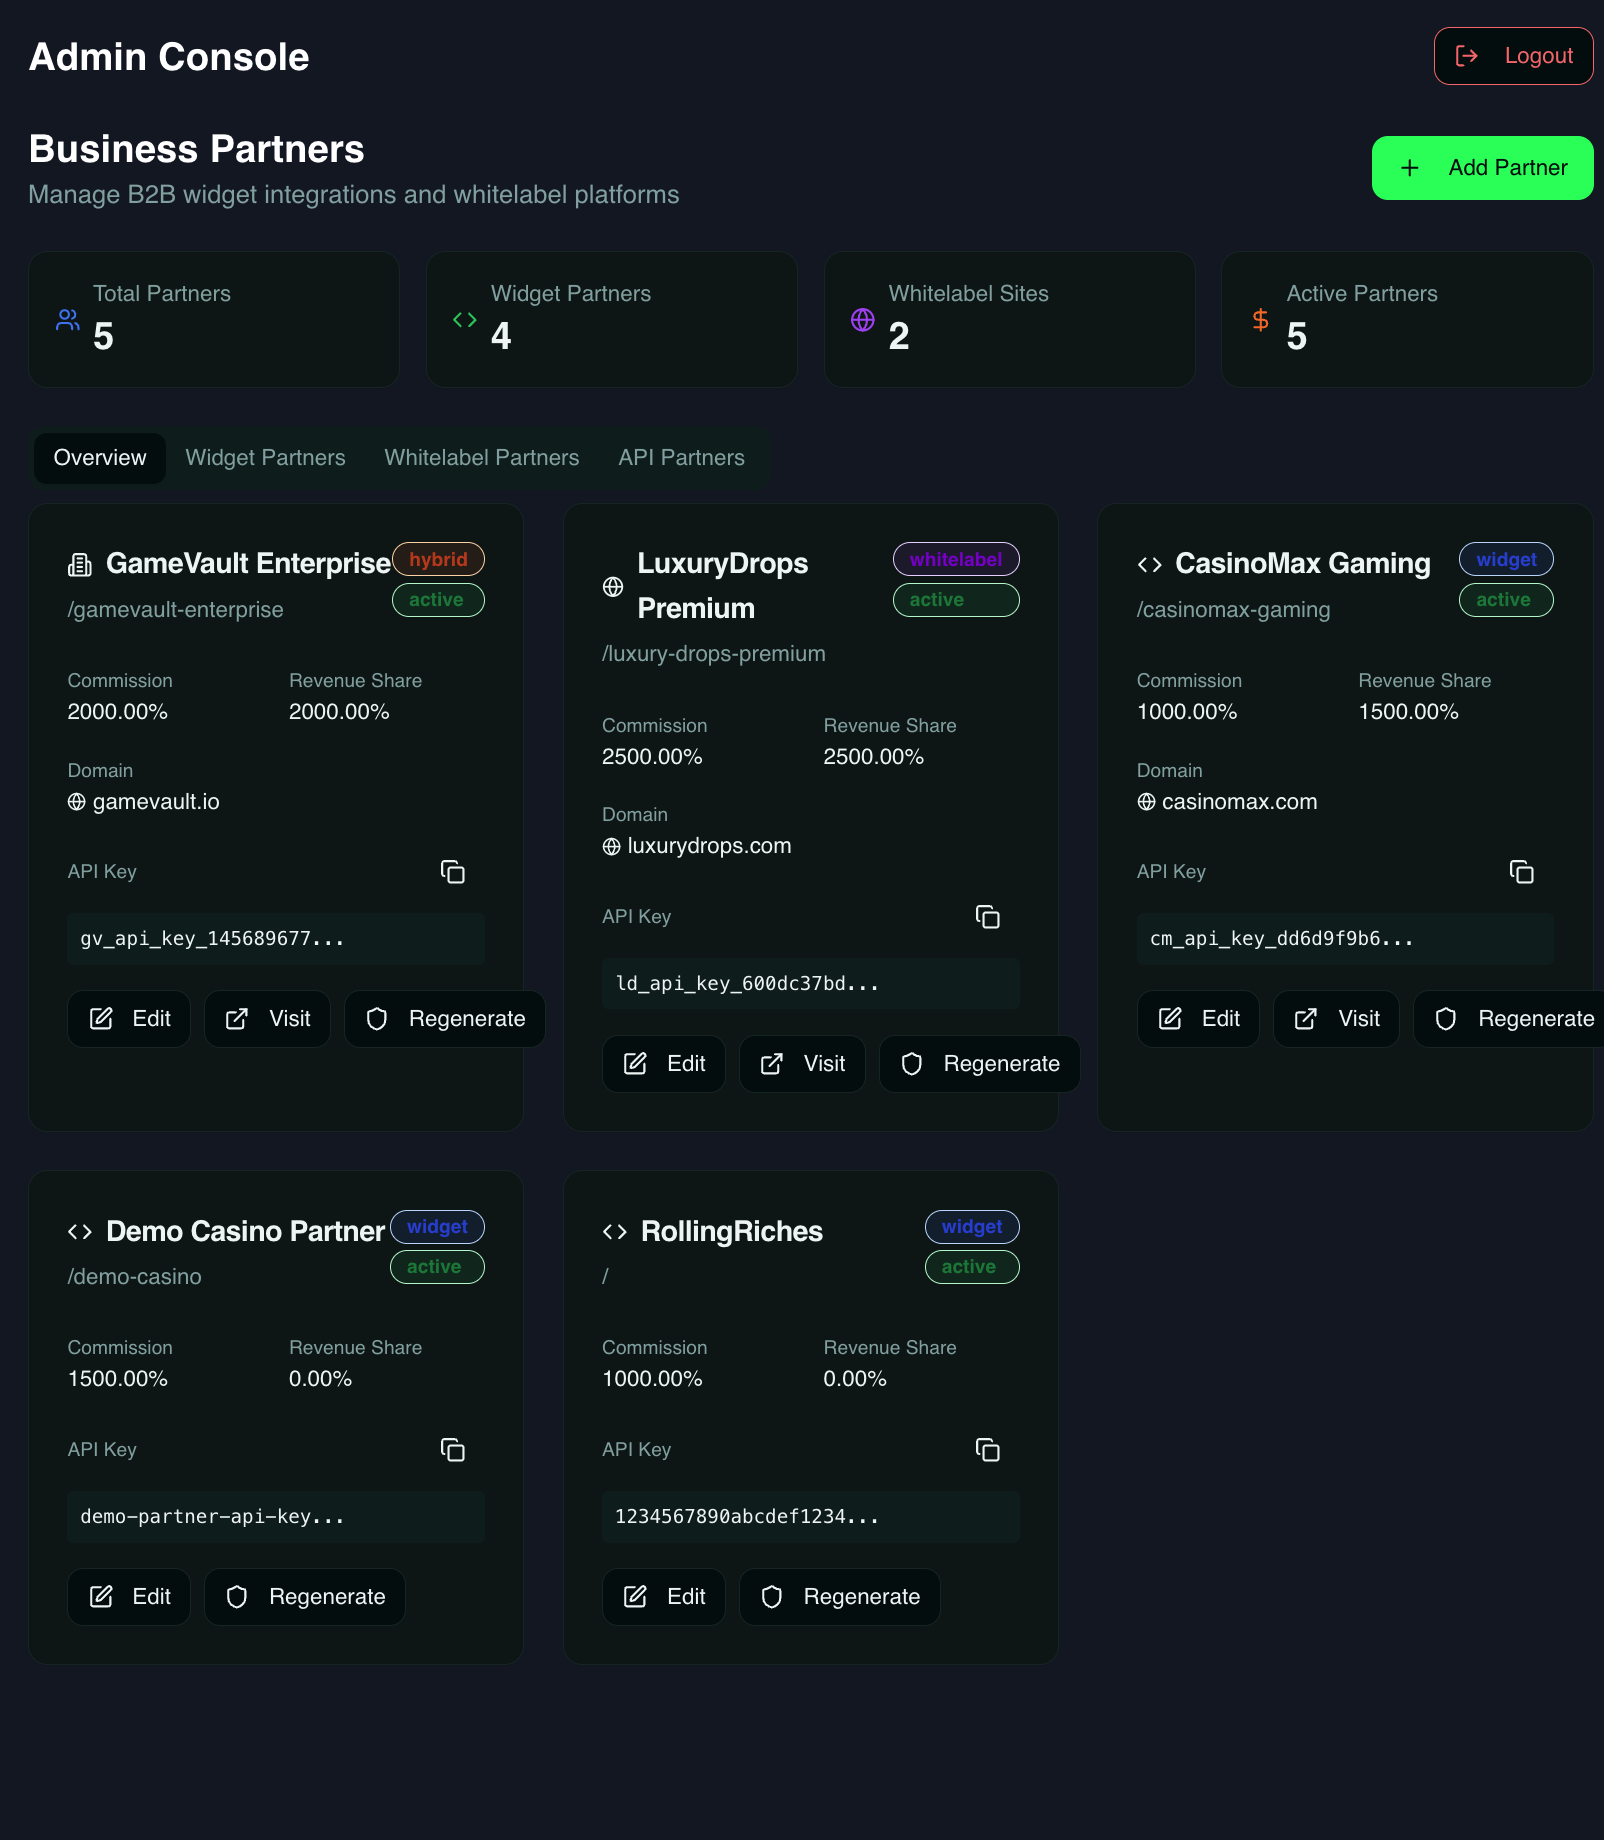 Admin Console
Logout
Business Partners
Manage B2B widget integrations and whitelabel platforms
Add Partner
Total Partners
5
Widget Partners
4
Whitelabel Sites
2
Active Partners
5
Overview
Widget Partners
Whitelabel Partners
API Partners
GameVault Enterprise
hybrid
active
/gamevault-enterprise
Commission
Revenue Share
2000.00%
2000.00%
Domain
gamevault.io
API Key
gv_api_key_145689677...
Edit
Visit
Regenerate
LuxuryDrops
Premium
whitelabel
active
/luxury-drops-premium
Commission
Revenue Share
2500.00%
2500.00%
Domain
luxurydrops.com
API Key
ld_api_key_600dc37bd...
Edit
Visit
Regenerate
CasinoMax Gaming
widget
active
/casinomax-gaming
Commission
Revenue Share
1000.00%
1500.00%
Domain
casinomax.com
API Key
cm_api_key_dd6d9f9b6...
Edit
Visit
Regenerate
Demo Casino Partner
widget
active
/demo-casino
Commission
Revenue Share
1500.00%
0.00%
API Key
demo-partner-api-key...
Edit
Regenerate
RollingRiches
widget
active
/
Commission
Revenue Share
1000.00%
0.00%
API Key
1234567890abcdef1234...
Edit
Regenerate